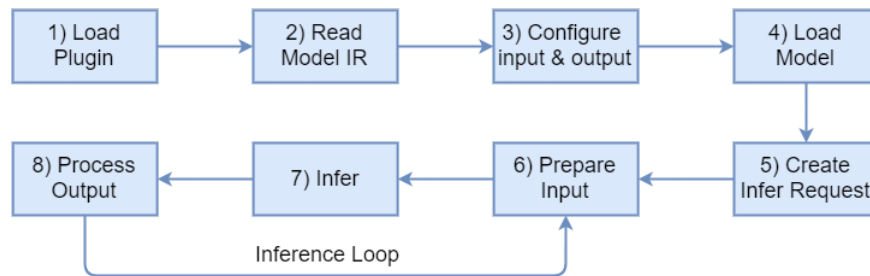 1) Load
Plugin
2) Read
Model IR
3) Configure
input & output
4) Load
Model
5) Create
Infer Request
6) Prepare
Input
7) Infer
8) Process
Output
Inference Loop